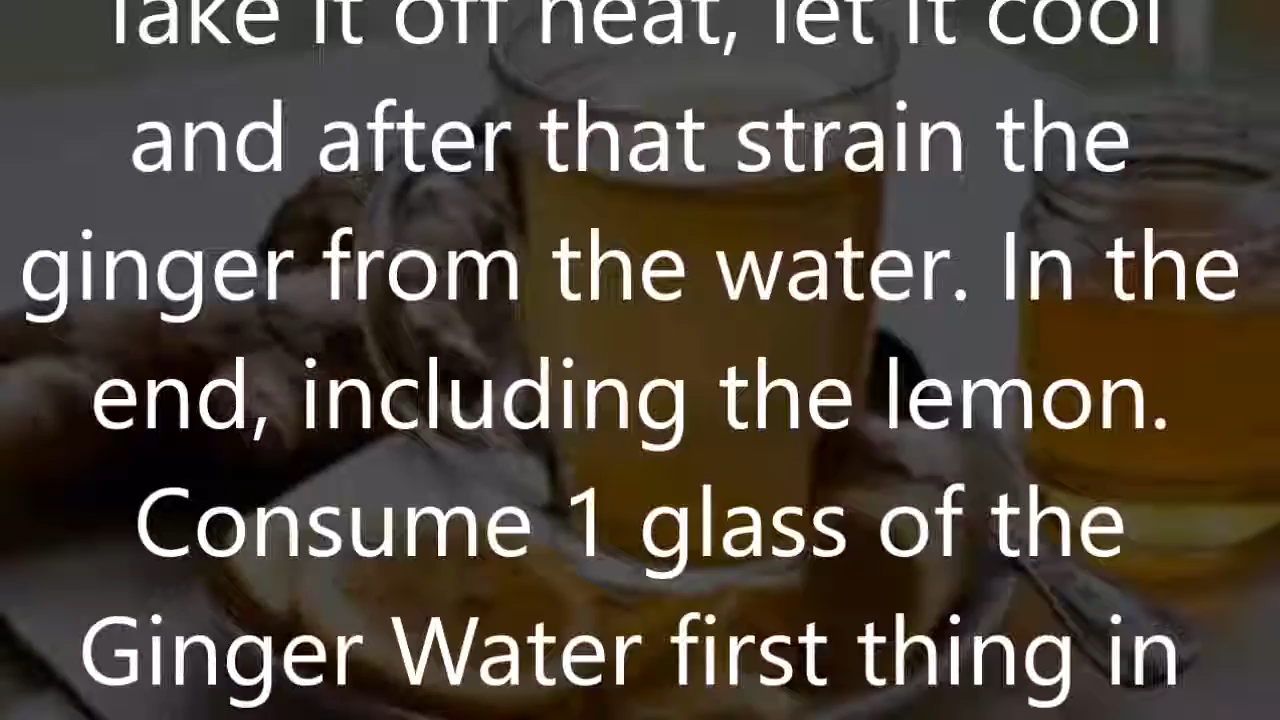 Take it off heat, let it cool
and after that strain the
ginger from the water. In the
end, including the lemon.
Consume 1 glass of the
Ginger Water first thing in